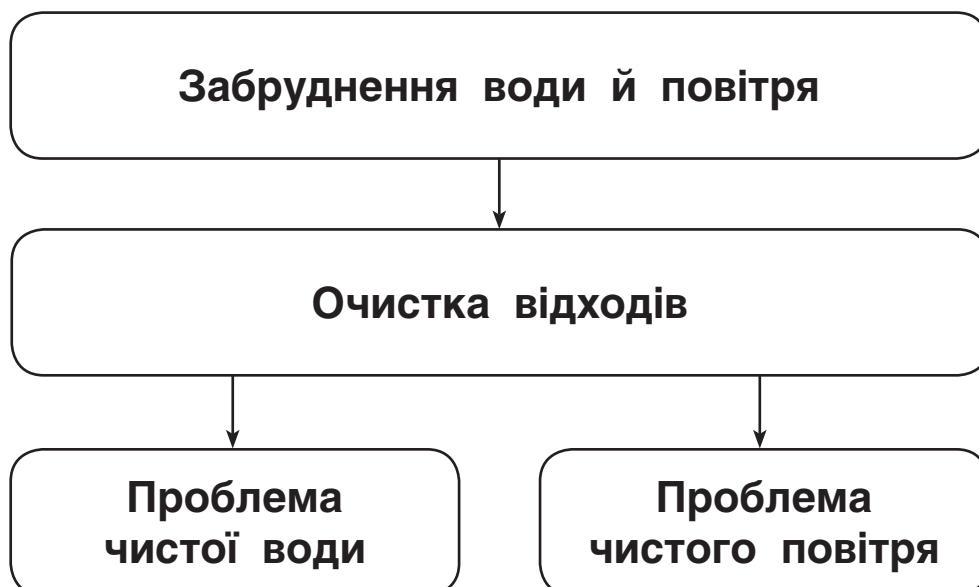 Забруднення води й повітря
Очистка відходів
Проблема
чистої води
Проблема
чистого повітря